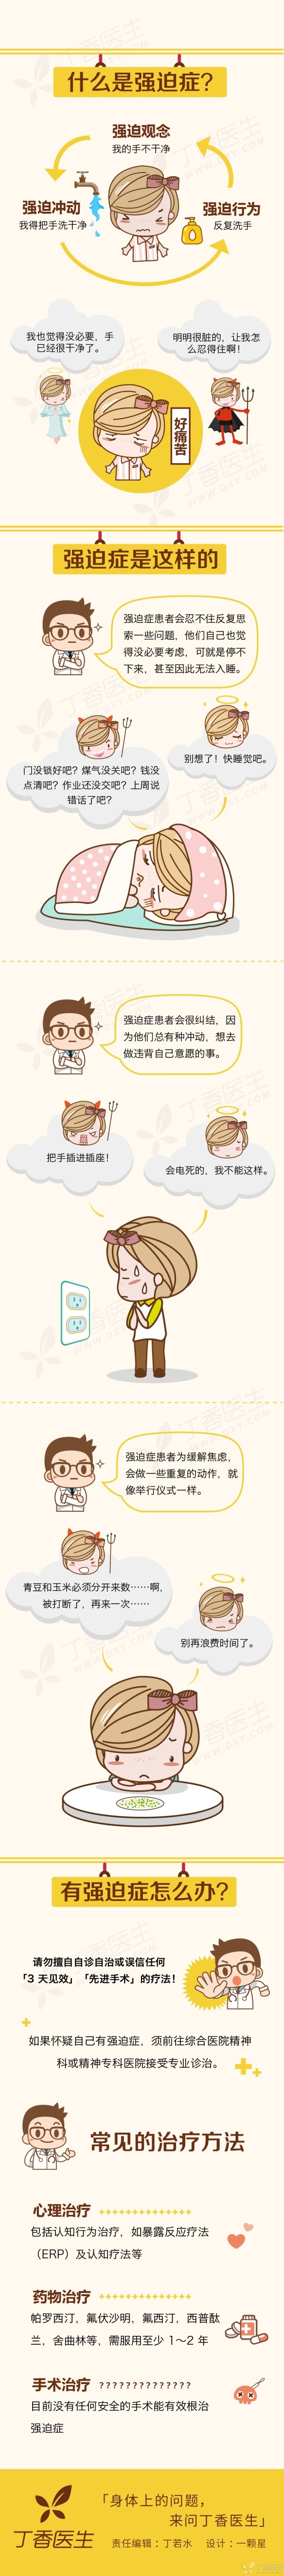 什么是强迫症?
强迫观念
我的手不干净
强迫冲动
我得把手洗干净
强迫行为
反复洗手
我也觉得没必要，手
已经很干净了。
明明很脏的，让我怎
么忍得住啊！
好痛苦
强迫症是这样的
强迫症患者会忍不住反复思
索一些问题，他们自己也觉
得没必要考虑，可就是停不
下来，甚至因此无法入睡。
门没锁好吧？煤气没关吧？钱没
点清吧？作业还没交吧？上周说
错话了吧？
别想了！快睡觉吧。
强迫症患者会很纠结，因
为他们总有种冲动，想去
做违背自己意愿的事。
把手插进插座！
会电死的，我不能这样。
强迫症患者为缓解焦虑，
会做一些重复的动作，就
像举行仪式一样。
青豆和玉米必须分开来数……啊，
被打断了，再来一次……
别再浪费时间了。
有强迫症怎么办?
请勿擅自自诊自治或误信任何
「3 天见效」「先进手术」的疗法！
如果怀疑自己有强迫症，须前往综合医院精神
科或精神专科医院接受专业诊治。
常见的治疗方法
心理治疗
包括认知行为治疗，如暴露反应疗法
（ERP）及认知疗法等
药物治疗
帕罗西汀，氟伏沙明，氟西汀，西普酞
兰，舍曲林等，需服用至少 1～2 年
手术治疗 ??????????????
目前没有任何安全的手术能有效根治
强迫症
丁香医生
「身体上的问题，
来问丁香医生」
责任编辑：丁若水 设计：一颗星
丁香医生
WWW.DXY.COM